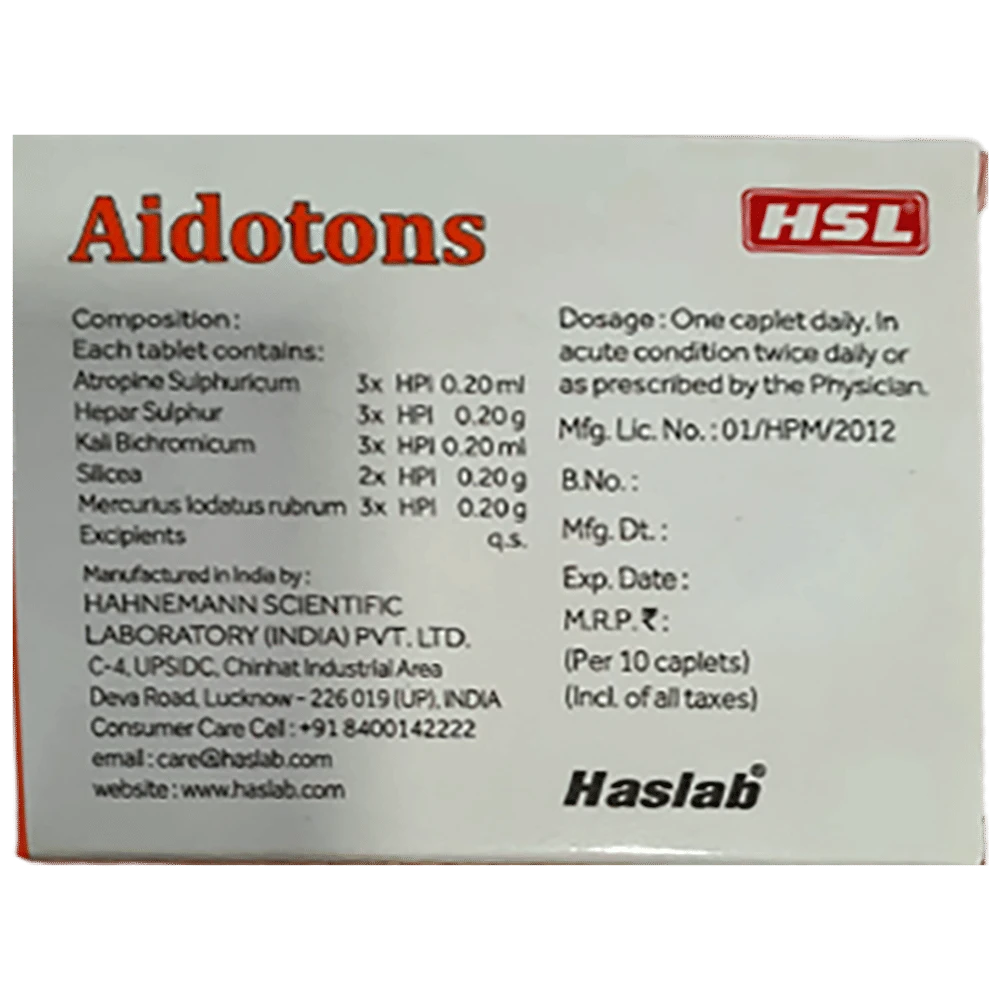 Aidotons
HSL
Composition:
Each tablet contains:
Atropine Sulphuricum 3x HPI 0.20 ml
Hepar Sulphur 3x HPI 0.20 g
Kali Bichromicum 3x HPI 0.20 ml
Silicea 2x HPI 0.20 g
Mercurius Iodatus rubrum 3x HPI 0.20 g
Excipients q.s.
Manufactured in India by:
HAHNEMANN SCIENTIFIC
LABORATORY (INDIA) PVT. LTD.
C-4, UPSIDC, Chinhat Industrial Area
Deva Road, Lucknow - 226 019 (UP), INDIA
Consumer Care Cell : +91 8400142222
email : care@haslab.com
website : www.haslab.com
Dosage : One caplet daily. In
acute condition twice daily or
as prescribed by the Physician.
Mfg. Lic. No. : 01/HPM/2012
B.No. :
Mfg. Dt. :
Exp. Date :
M.R.P. ₹ :
(Per 10 caplets)
(Incl. of all taxes)
Haslab®